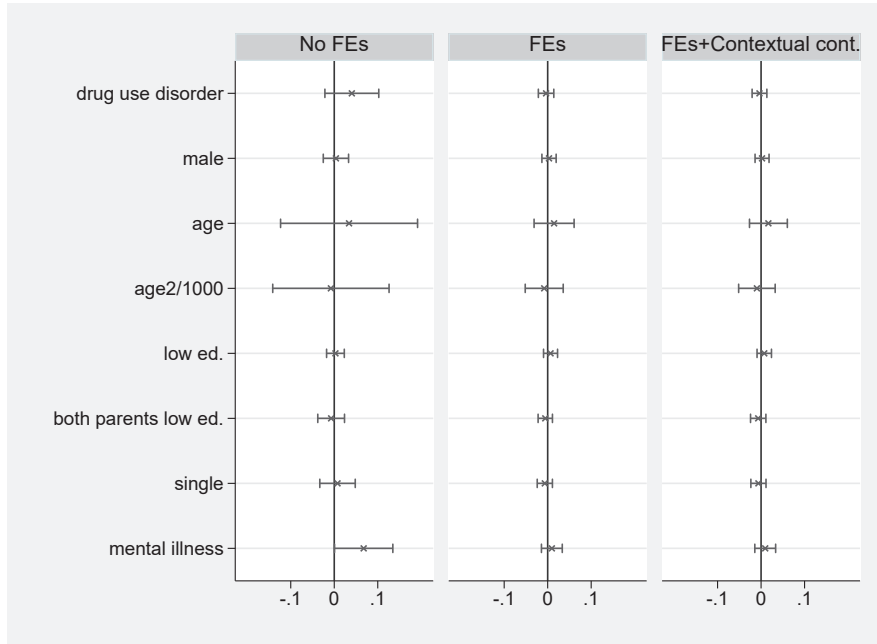 No FEs FEs FEs+Contextual cont.
drug use disorder
male
age
age2/1000
low ed.
both parents low ed.
single
mental illness
-.1 0 .1 -.1 0 .1 -.1 0 .1